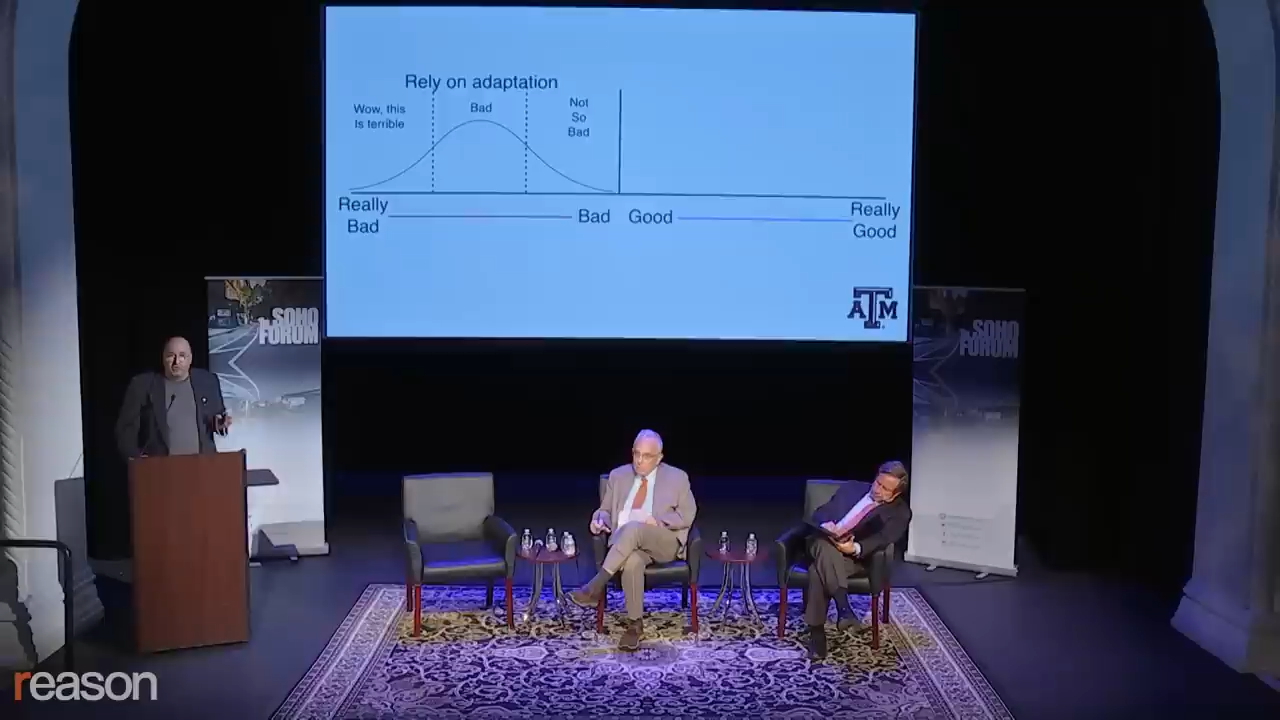 Rely on adaptation
Wow, this
Is terrible
Bad
Not
So
Bad
Really
Bad
Bad
Good
Really
Good
ATM
SOHO
FORUM
SOHO
FORUM
reason